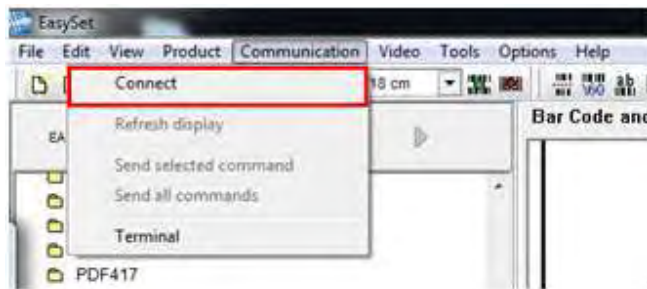 EasySet
File Edit View Product Communication Video Tools Options Help
Connect
18 cm
Refresh display
Bar Code and
EA
Send selected command
Send all commands
Terminal
PDF417